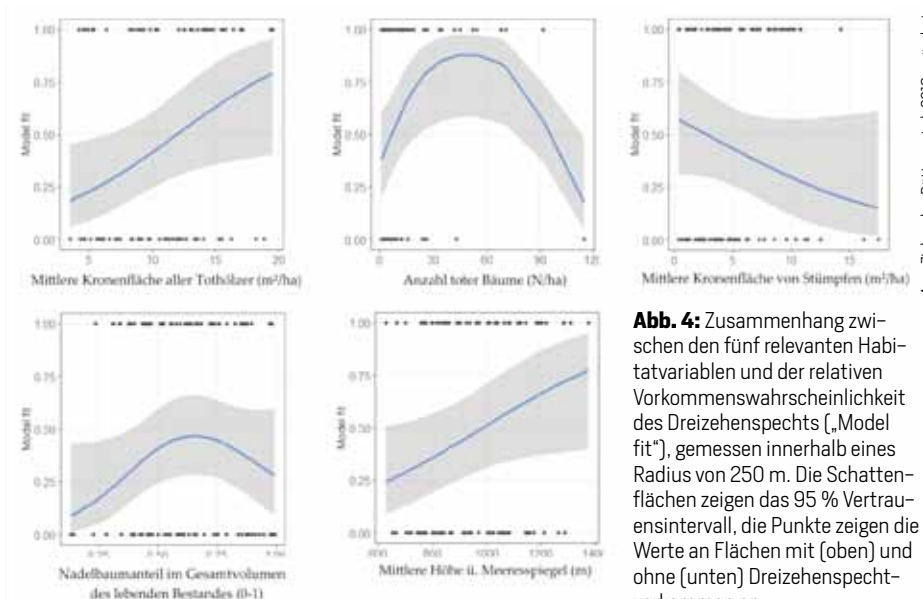 1.00
0.75
0.50
0.25
0.00
Model fit
5
10
15
20
Mittlere Kronenfläche aller Tothölzer (m²/ha)
1.00
0.75
0.50
0.25
0.00
Model fit
0
30
60
90
12
Anzahl toter Bäume (N/ha)
1.00
0.75
0.50
0.25
0.00
Model fit
0
5
10
15
Mittlere Kronenfläche von Stümpfen (m²/ha)
1.00
0.75
0.50
0.25
0.00
Model fit
Nadelbaumanteil im Gesamtvolumen
des lebenden Bestandes (0-1)
1.00
0.75
0.50
0.25
0.00
Model fit
600
800
1000
1200
140
Mittlere Höhe ü. Meeresspiegel (m)
Abb. 4: Zusammenhang zwi-
schen den fünf relevanten Habi-
tatvariablen und der relativen
Vorkommenswahrscheinlichkeit
des Dreizehenspechts („Model
fit“), gemessen innerhalb eines
Radius von 250 m. Die Schatten-
flächen zeigen das 95 % Vertrau-
ensintervall, die Punkte zeigen die
Werte an Flächen mit (oben) und
ohne (unten) Dreizehenspecht-